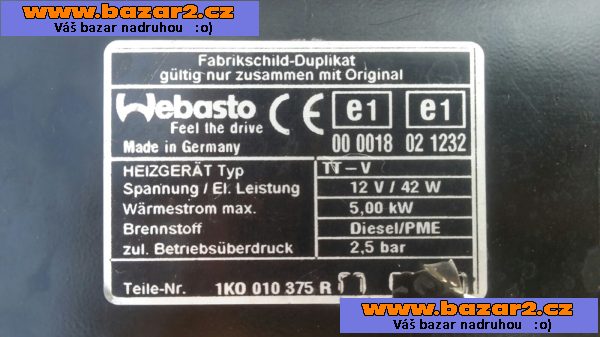 www.bazar2.cz
Váš bazar nadruhou :o)
Fabrikschild-Duplikat
gültig nur zusammen mit Original
Webasto
Feel the drive
CE
e1
e1
Made in Germany
00 0018
02 1232
HEIZGERÄT Typ TT-V
Spannung / El. Leistung 12 V / 42 W
Wärmestrom max. 5,00 kW
Brennstoff Diesel/PME
zul. Betriebsüberdruck 2,5 bar
Teile-Nr. 1K0 010 375 R
www.bazar2.cz
Váš bazar nadruhou :o)